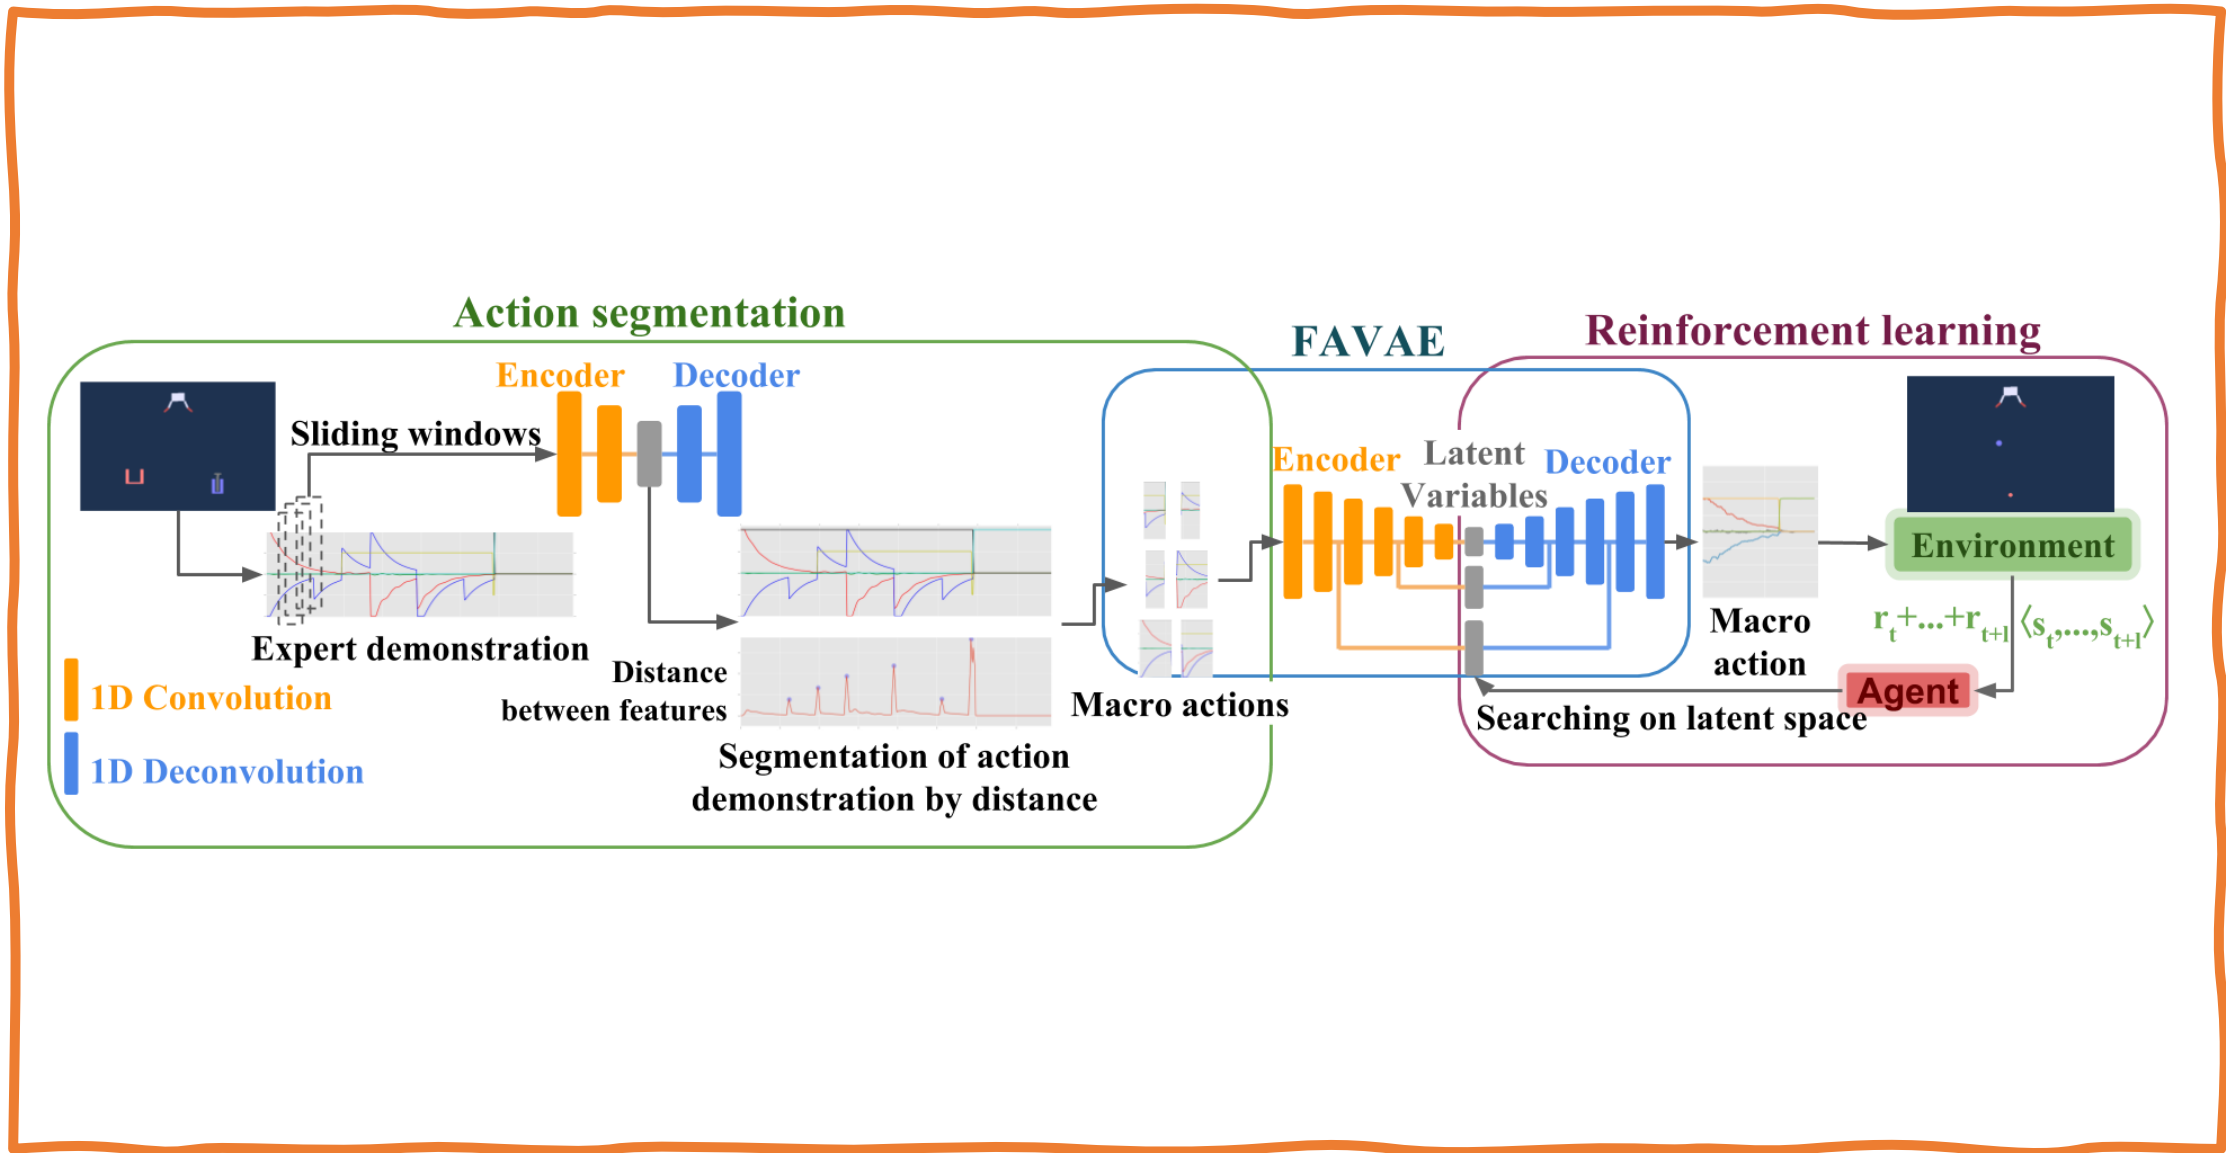 Action segmentation
Encoder
Decoder
Sliding windows
Expert demonstration
1D Convolution
1D Deconvolution
Distance
between features
Segmentation of action
demonstration by distance
Macro actions
FAVAE
Encoder
Latent
Variables
Decoder
Reinforcement learning
Macro
action
Environment
r_t+...+r_{t+l} ⟨s_t,...,s_{t+l}⟩
Agent
Searching on latent space